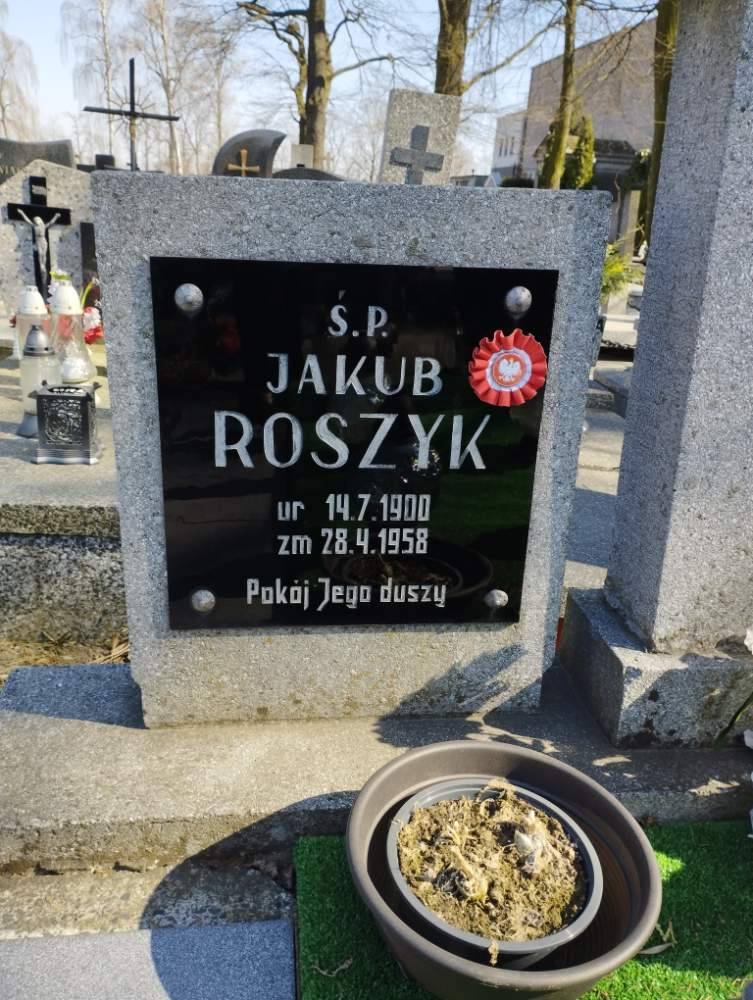 Ś.P.
JAKUB
ROSZYK
ur 14.7.1900
zm 28.4.1958
Pokój Jego duszy